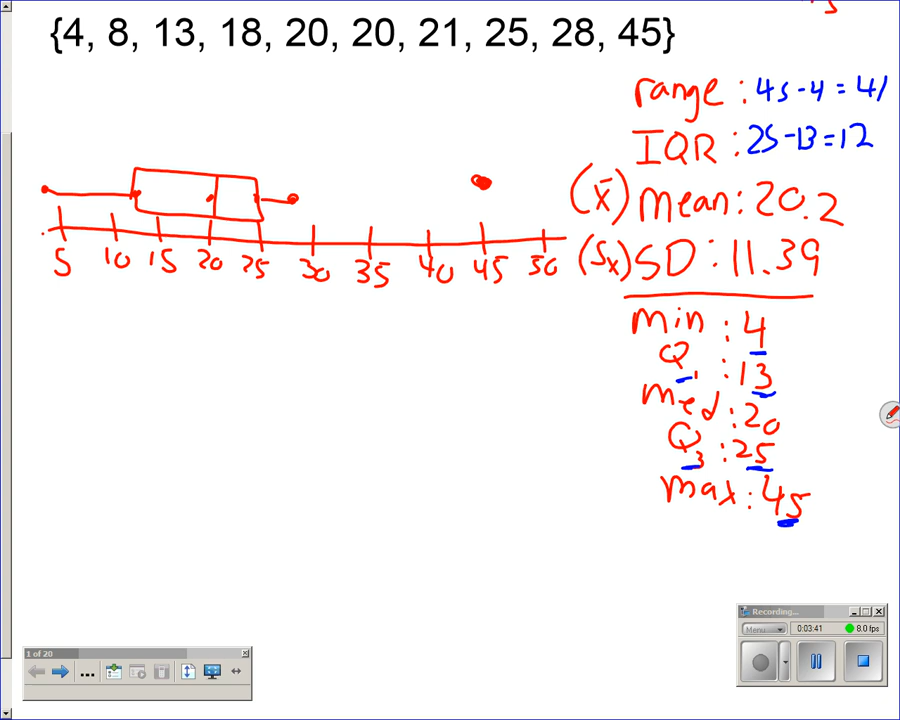 {4, 8, 13, 18, 20, 20, 21, 25, 28, 45}
range : 45-4 = 41
IQR : 25-13=12
(x̄) mean: 20.2
(Sx) SD : 11.39
5 10 15 20 25 30 35 40 45 50
min : 4
Q1 : 13
med : 20
Q3 : 25
max : 45
Recording...
Menu 0:03:41 8.0 fps
1 of 20